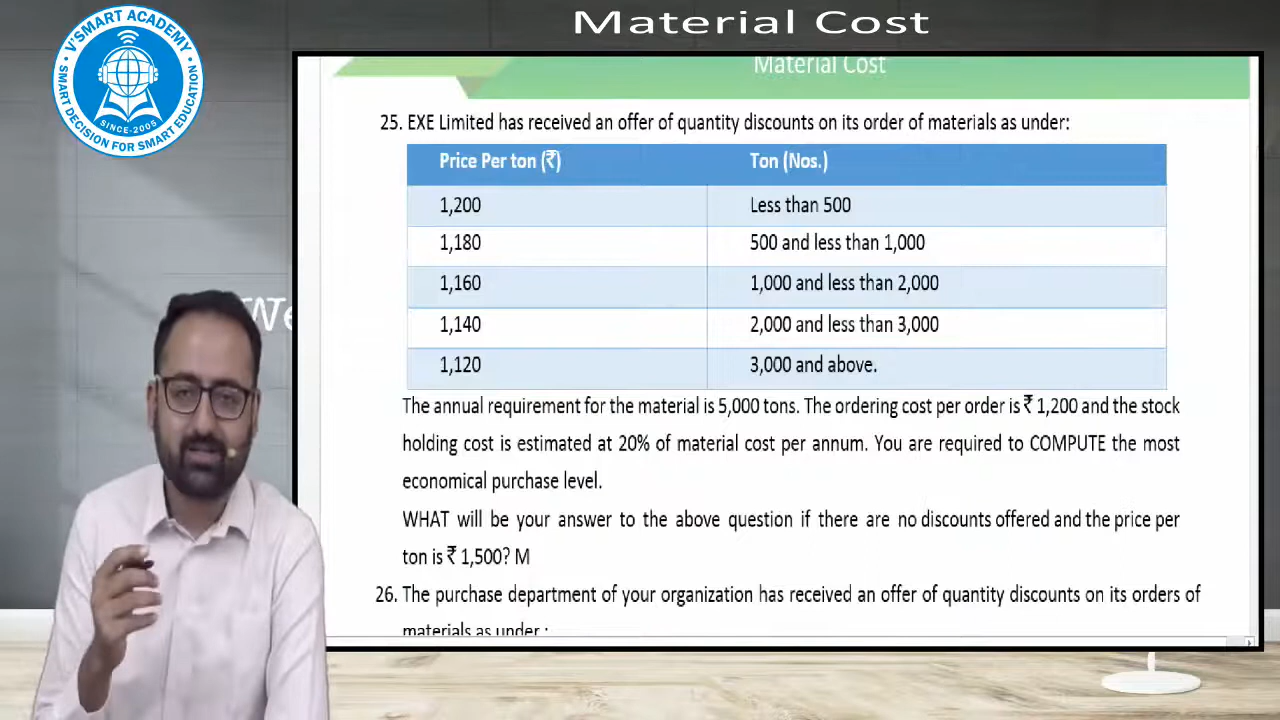 Material Cost
V'SMART ACADEMY
SMART DECISION FOR SMART EDUCATION
SINCE-2005
We
Material Cost
25. EXE Limited has received an offer of quantity discounts on its order of materials as under:
Price Per ton (₹) Ton (Nos.)
1,200 Less than 500
1,180 500 and less than 1,000
1,160 1,000 and less than 2,000
1,140 2,000 and less than 3,000
1,120 3,000 and above.
The annual requirement for the material is 5,000 tons. The ordering cost per order is ₹ 1,200 and the stock
holding cost is estimated at 20% of material cost per annum. You are required to COMPUTE the most
economical purchase level.
WHAT will be your answer to the above question if there are no discounts offered and the price per
ton is ₹ 1,500? M
26. The purchase department of your organization has received an offer of quantity discounts on its orders of
materials as under :